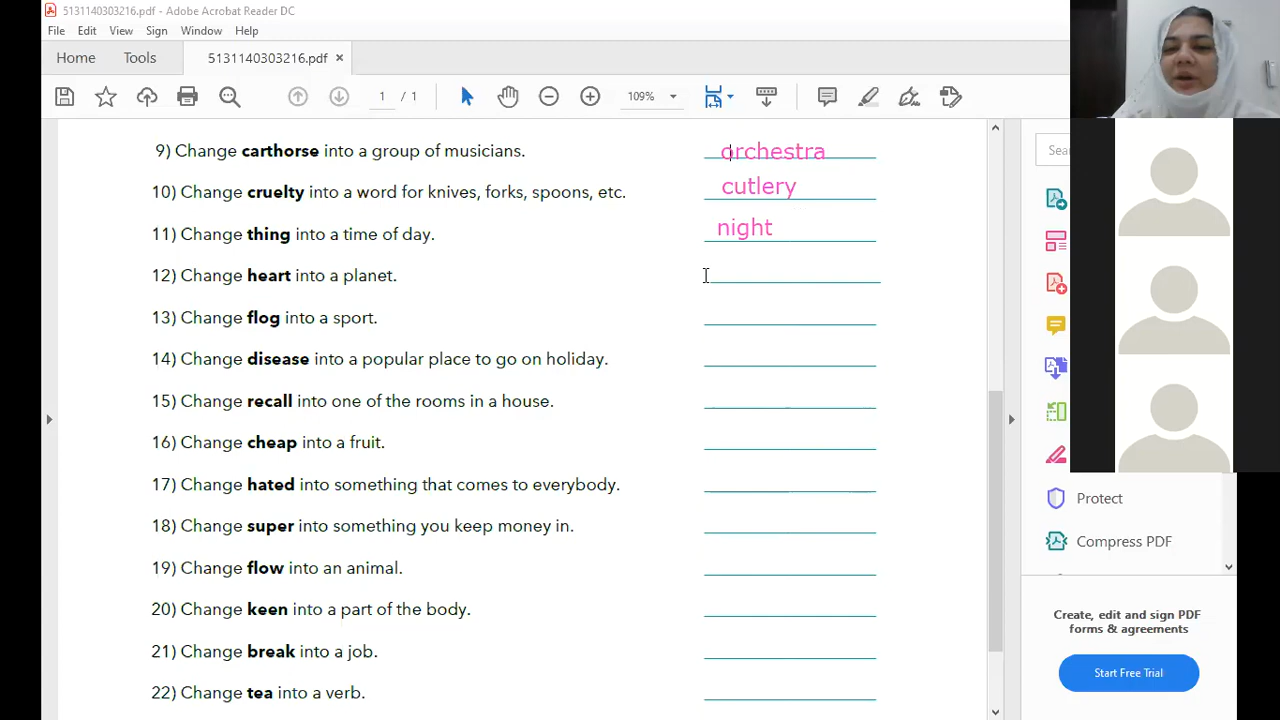 5131140303216.pdf - Adobe Acrobat Reader DC
File Edit View Sign Window Help
Home Tools 5131140303216.pdf ×
1 / 1 109%
9) Change carthorse into a group of musicians. orchestra
10) Change cruelty into a word for knives, forks, spoons, etc. cutlery
11) Change thing into a time of day. night
12) Change heart into a planet.
13) Change flog into a sport.
14) Change disease into a popular place to go on holiday.
15) Change recall into one of the rooms in a house.
16) Change cheap into a fruit.
17) Change hated into something that comes to everybody.
18) Change super into something you keep money in.
19) Change flow into an animal.
20) Change keen into a part of the body.
21) Change break into a job.
22) Change tea into a verb.
Sea
Protect
Compress PDF
Create, edit and sign PDF
forms & agreements
Start Free Trial